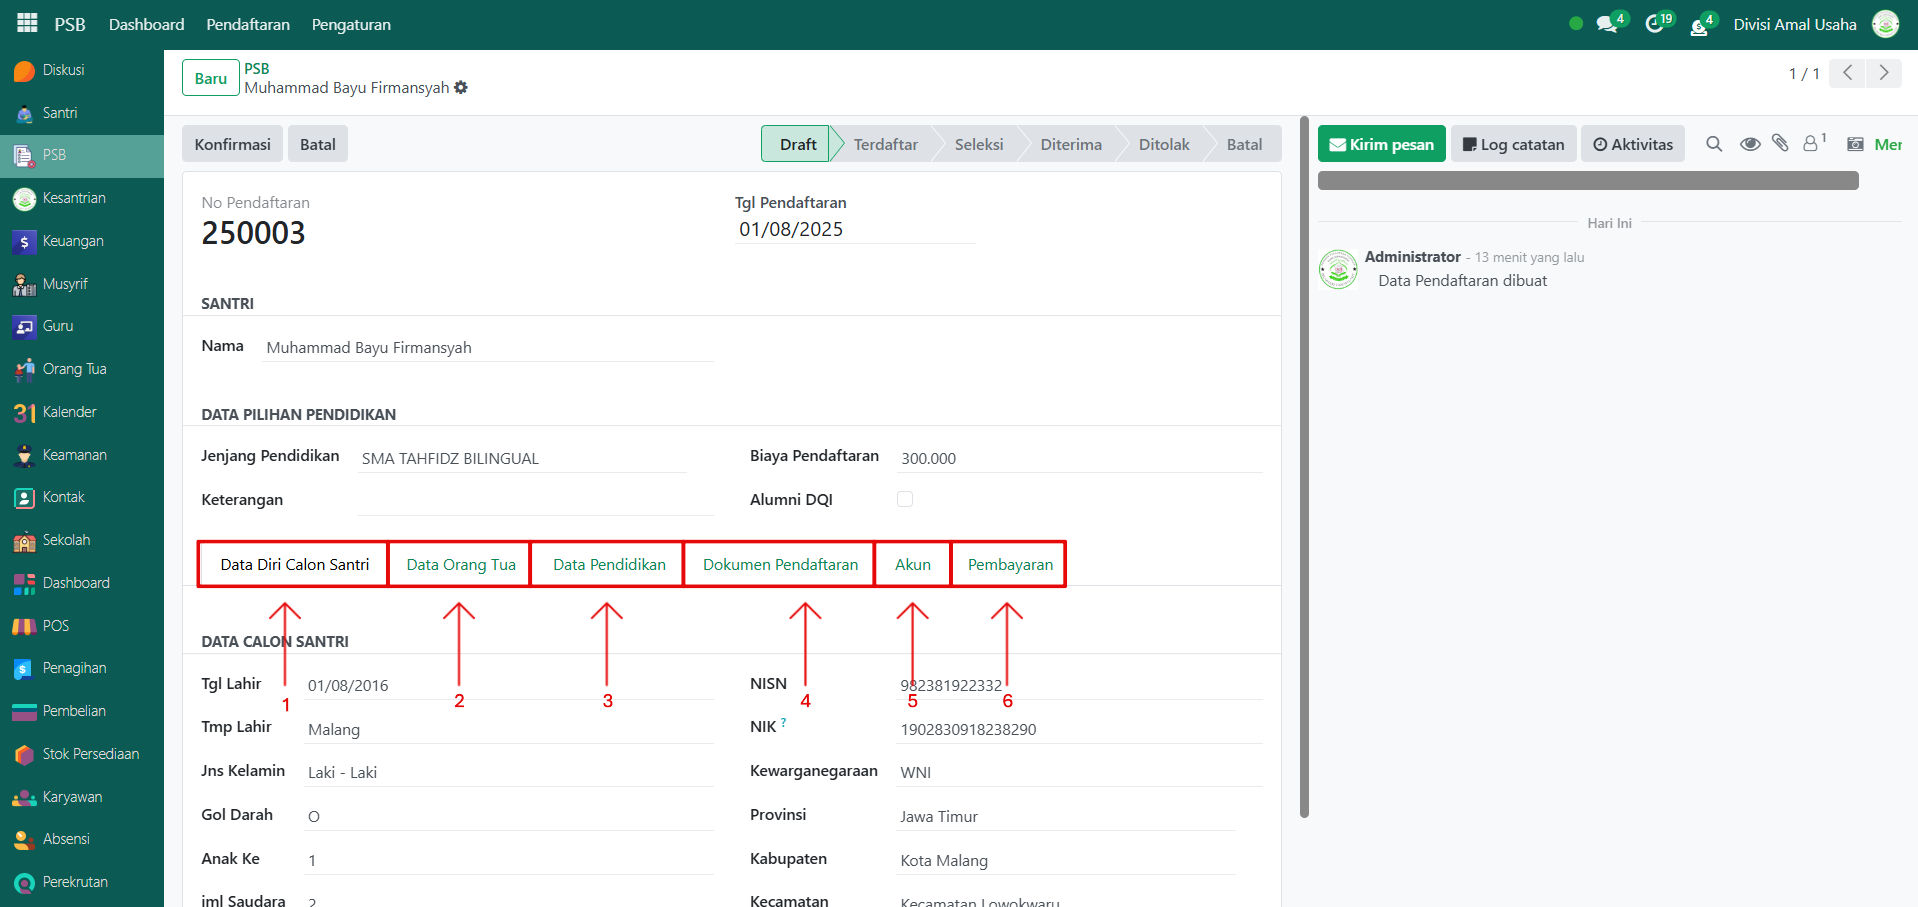 PSB Dashboard Pendaftaran Pengaturan 4 19 4 Divisi Amal Usaha
Diskusi
Santri
PSB
Kesantrian
Keuangan
Musyrif
Guru
Orang Tua
31 Kalender
Keamanan
Kontak
Sekolah
Dashboard
POS
Penagihan
Pembelian
Stok Persediaan
Karyawan
Absensi
Perekrutan
Baru
PSB
Muhammad Bayu Firmansyah
1 / 1
Konfirmasi Batal
Draft Terdaftar Seleksi Diterima Ditolak Batal
No Pendaftaran
250003
Tgl Pendaftaran
01/08/2025
SANTRI
Nama Muhammad Bayu Firmansyah
DATA PILIHAN PENDIDIKAN
Jenjang Pendidikan SMA TAHFIDZ BILINGUAL
Biaya Pendaftaran 300.000
Keterangan
Alumni DQI
Data Diri Calon Santri Data Orang Tua Data Pendidikan Dokumen Pendaftaran Akun Pembayaran
1 2 3 4 5 6
DATA CALON SANTRI
Tgl Lahir 01/08/2016
NISN 982381922332
Tmp Lahir Malang
NIK ? 1902830918238290
Jns Kelamin Laki - Laki
Kewarganegaraan WNI
Gol Darah O
Provinsi Jawa Timur
Anak Ke 1
Kabupaten Kota Malang
jml Saudara 2
Kecamatan Kecamatan Lowokwaru
Kirim pesan Log catatan Aktivitas 1 Mer
Hari Ini
Administrator - 13 menit yang lalu
Data Pendaftaran dibuat